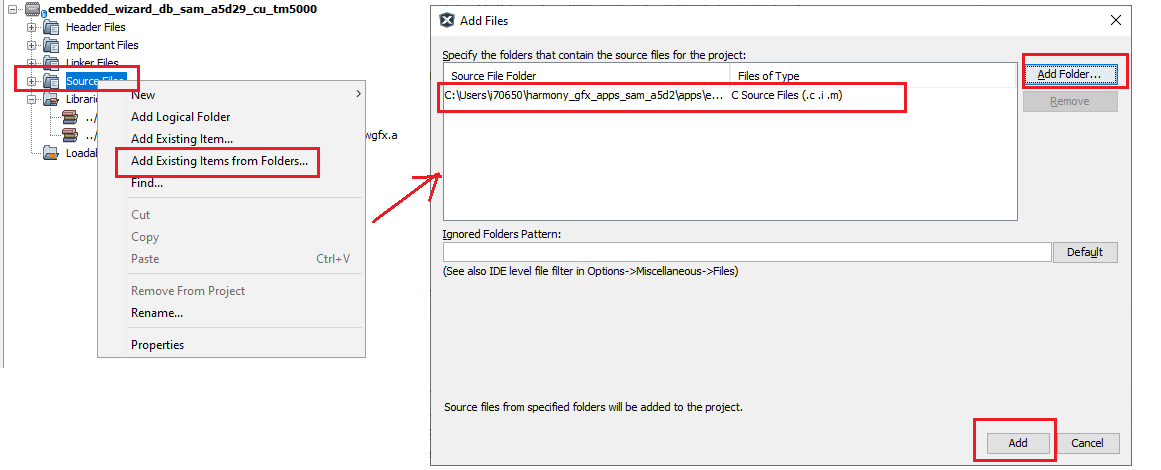 embedded_wizard_db_sam_a5d29_cu_tm5000
Header Files
Important Files
Linker Files
Source Files
Libraries
../
../
wgfx.a
Loadal
New
Add Logical Folder
Add Existing Item...
Add Existing Items from Folders...
Find...
Cut
Copy
Paste Ctrl+V
Remove From Project
Rename...
Properties
Add Files
Specify the folders that contain the source files for the project:
Source File Folder Files of Type
C:\Users\j70650\harmony_gfx_apps_sam_a5d2\apps\e... C Source Files (.c .i .m)
Add Folder...
Remove
Ignored Folders Pattern:
Default
(See also IDE level file filter in Options->Miscellaneous->Files)
Source files from specified folders will be added to the project.
Add Cancel